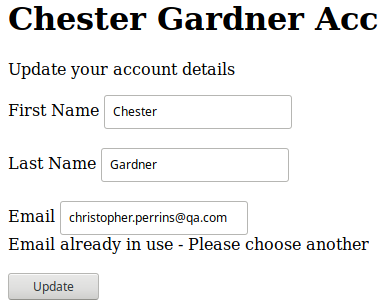 Chester Gardner Acc
Update your account details
First Name Chester
Last Name Gardner
Email christopher.perrins@qa.com
Email already in use - Please choose another
Update